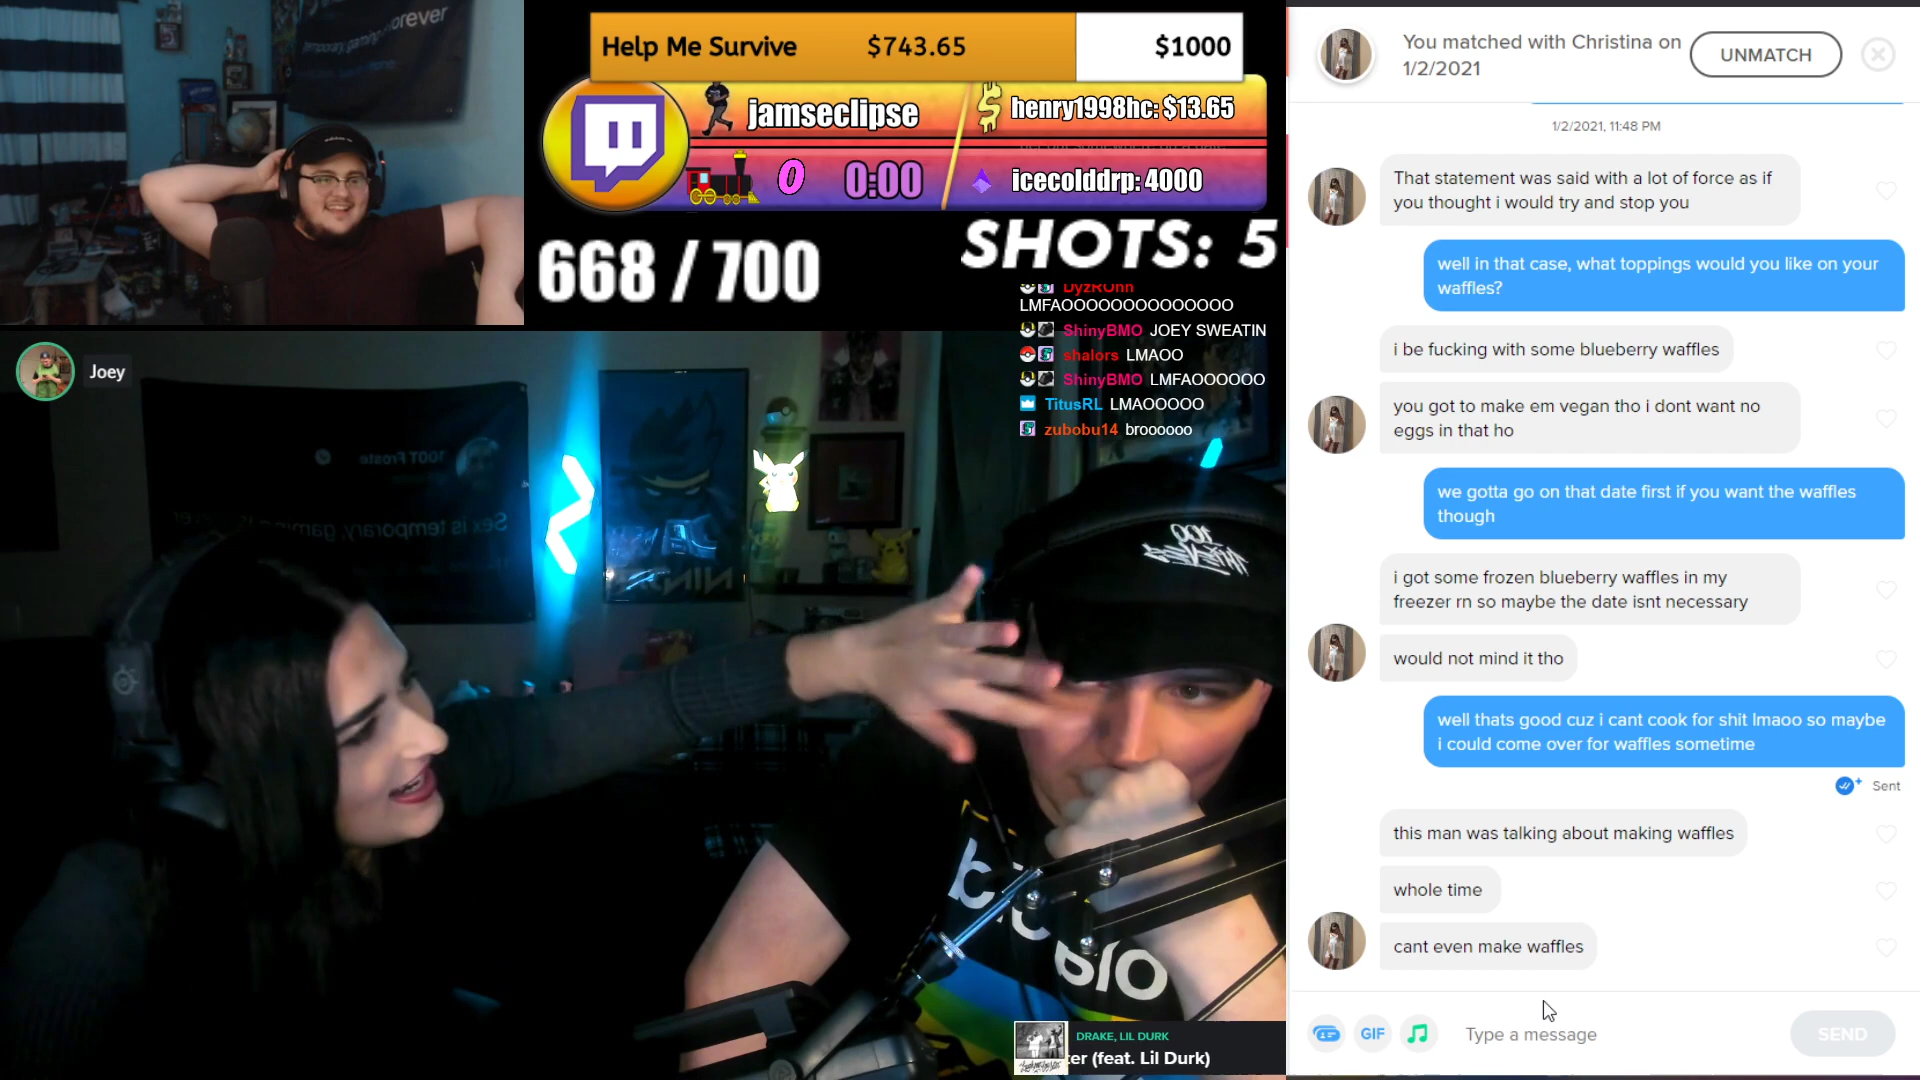 Help Me Survive $743.65 $1000
jamseclipse
henry1998hc: $13.65
0 0:00
icecolddrp: 4000
668 / 700
SHOTS: 5
DyzROnn
LMFAOOOOOOOOOOOOOO
ShinyBMO JOEY SWEATIN
shalors LMAOO
ShinyBMO LMFAOOOOOO
TitusRL LMAOOOOO
zubobu14 broooooo
Joey
DRAKE, LIL DURK
er (feat. Lil Durk)
You matched with Christina on
1/2/2021
UNMATCH
1/2/2021, 11:48 PM
That statement was said with a lot of force as if
you thought i would try and stop you
well in that case, what toppings would you like on your
waffles?
i be fucking with some blueberry waffles
you got to make em vegan tho i dont want no
eggs in that ho
we gotta go on that date first if you want the waffles
though
i got some frozen blueberry waffles in my
freezer rn so maybe the date isnt necessary
would not mind it tho
well thats good cuz i cant cook for shit lmaoo so maybe
i could come over for waffles sometime
Sent
this man was talking about making waffles
whole time
cant even make waffles
GIF
Type a message
SEND